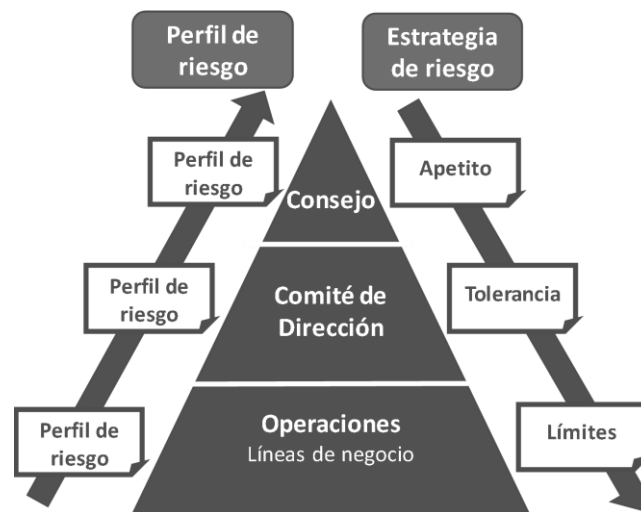 Perfil de
riesgo
Estrategia
de riesgo
Perfil de
riesgo
Consejo
Apetito
Perfil de
riesgo
Comité de
Dirección
Tolerancia
Perfil de
riesgo
Operaciones
Líneas de negocio
Límites